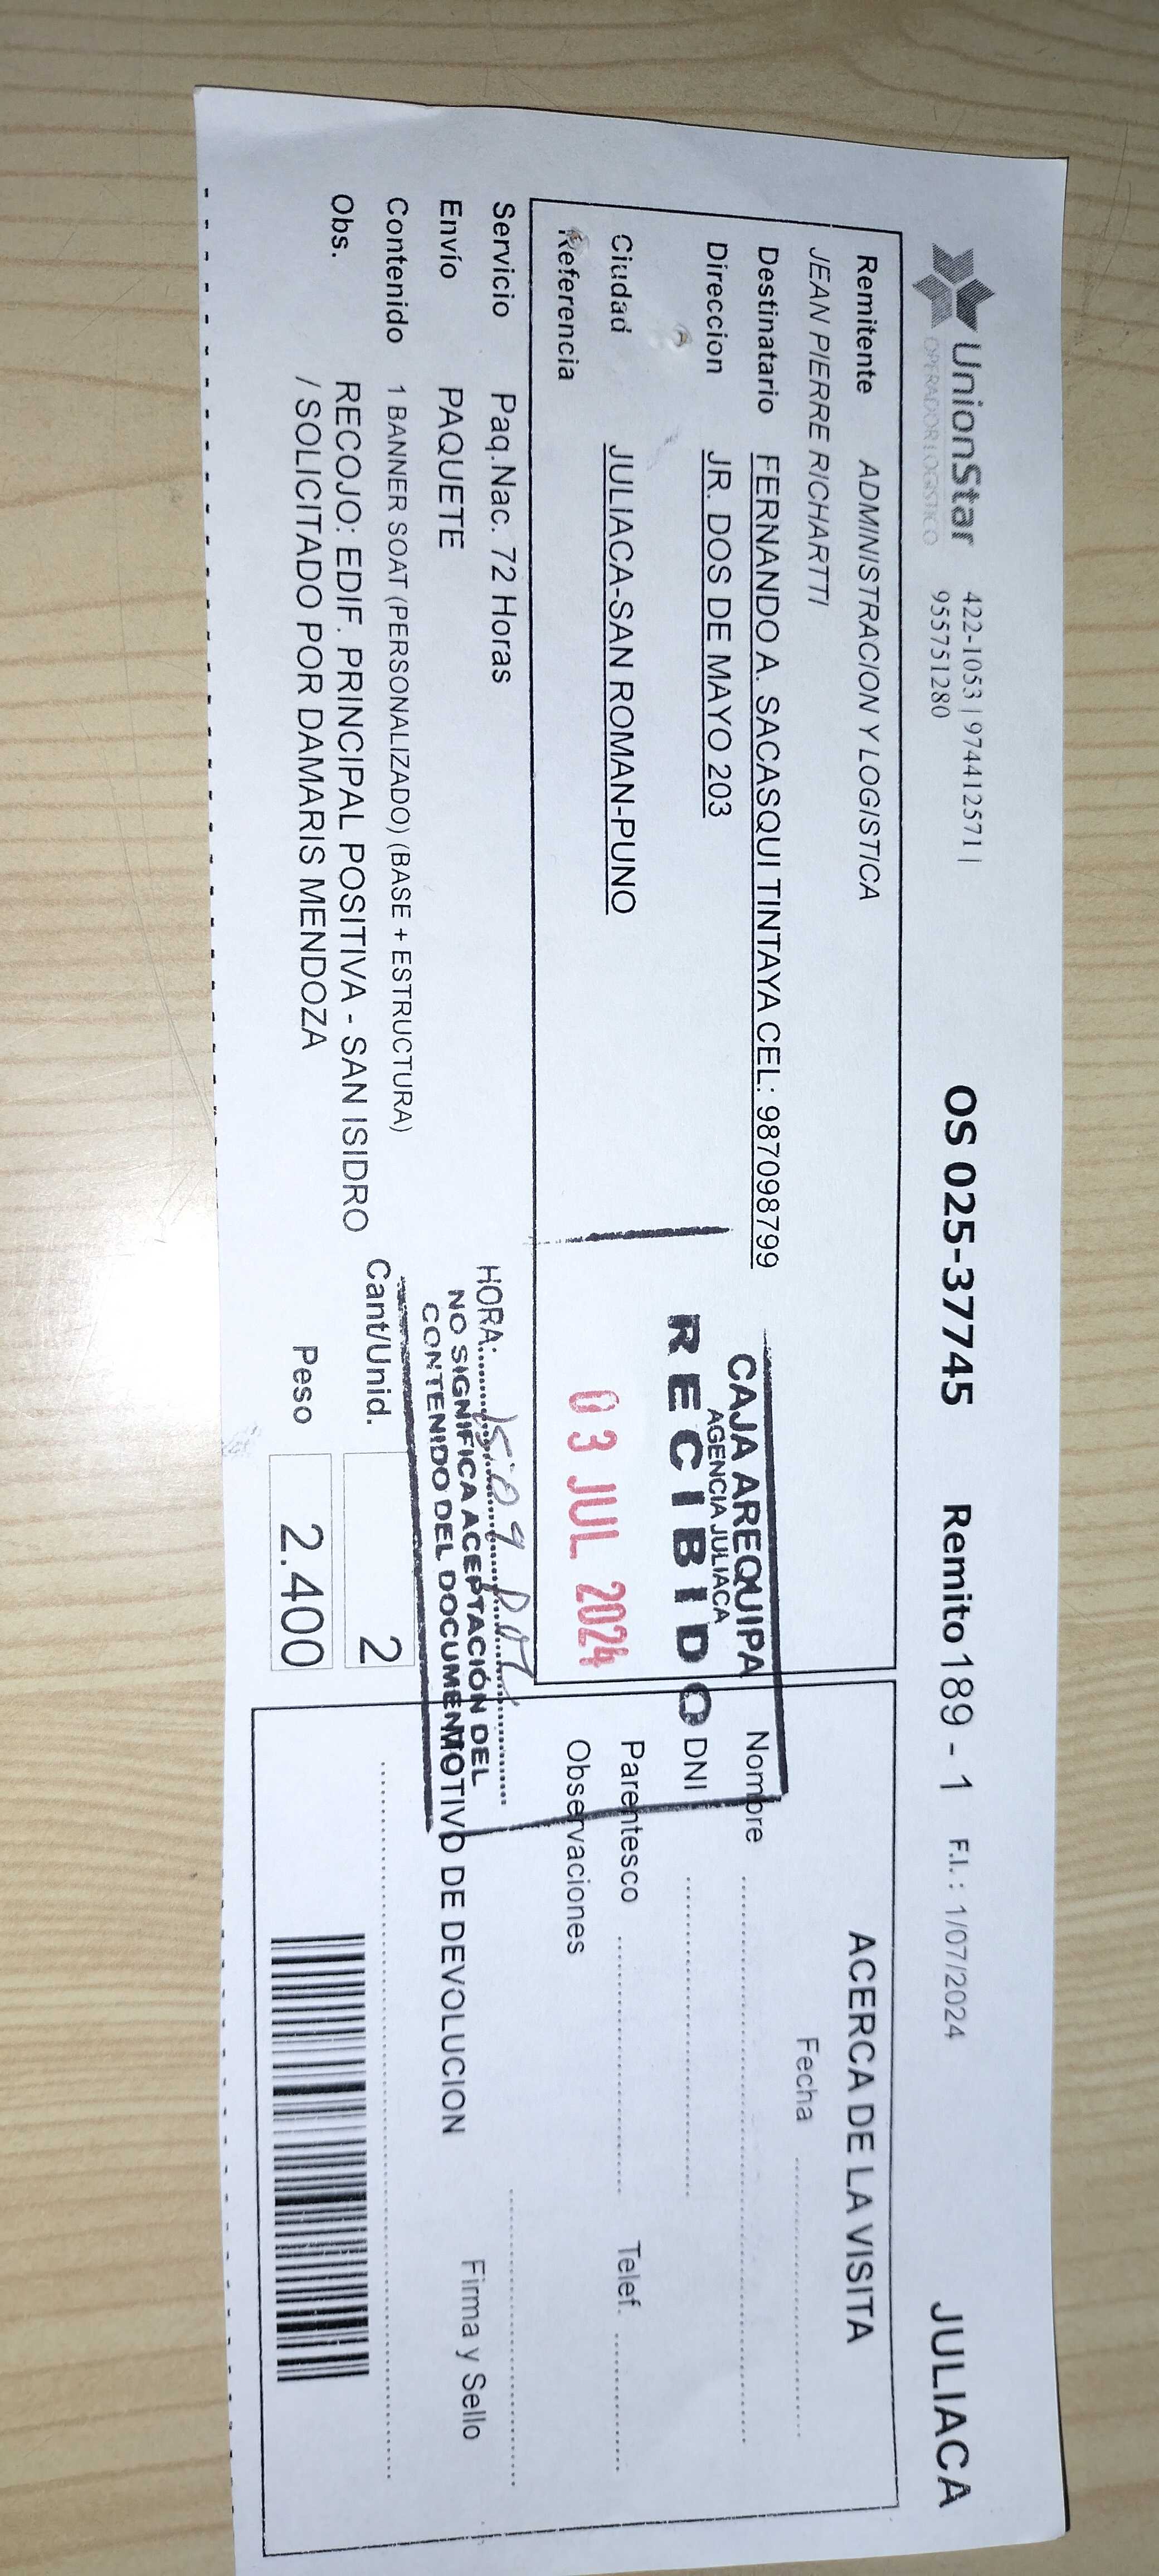 UnionStar
OPERADOR LOGISTICO
422-1053 | 974412571 |
955751280
OS 025-37745
Remito 189 - 1
F.I. : 1/07/2024
JULIACA
Remitente ADMINISTRACION Y LOGISTICA
JEAN PIERRE RICHARTTI
Destinatario FERNANDO A. SACASQUI TINTAYA CEL: 987098799
Direccion JR. DOS DE MAYO 203
Ciudad JULIACA-SAN ROMAN-PUNO
Referencia
Servicio Paq.Nac. 72 Horas
Envío PAQUETE
Contenido 1 BANNER SOAT (PERSONALIZADO) (BASE + ESTRUCTURA)
Obs. RECOJO: EDIF. PRINCIPAL POSITIVA - SAN ISIDRO
/ SOLICITADO POR DAMARIS MENDOZA
Cant/Unid. 2
Peso 2.400
CAJA AREQUIPA
AGENCIA JULIACA
RECIBIDO
03 JUL 2024
HORA:
NO SIGNIFICA ACEPTACIÓN DEL
CONTENIDO DEL DOCUMEN
ACERCA DE LA VISITA
Fecha
Nombre
DNI
Parentesco
Telef.
Observaciones
MOTIVO DE DEVOLUCION
Firma y Sello